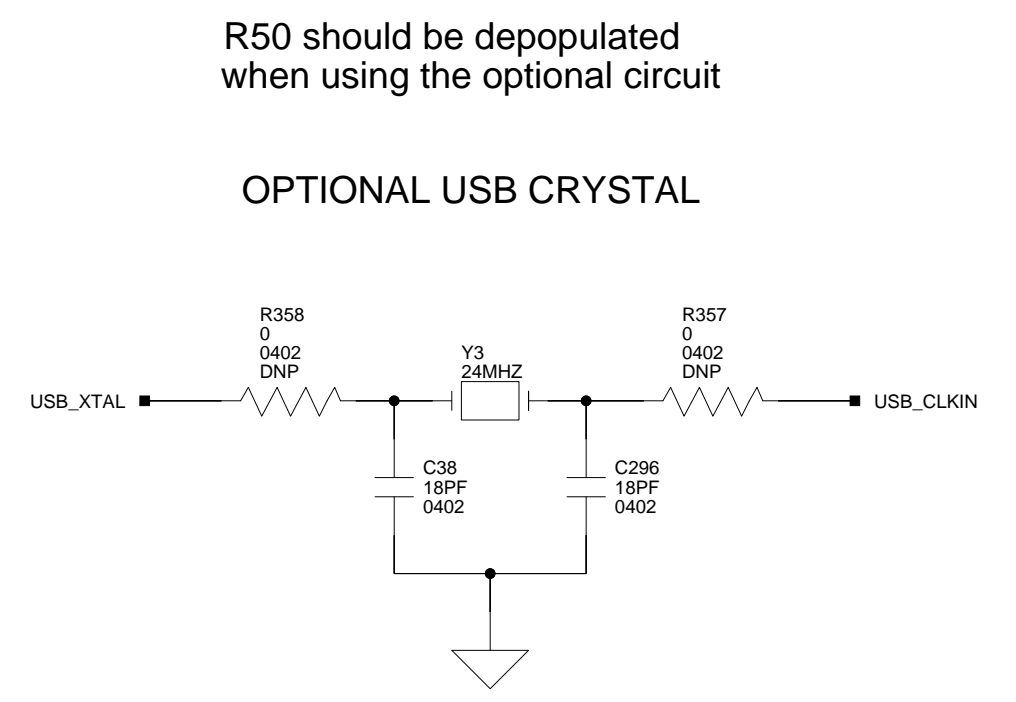 R50 should be depopulated
when using the optional circuit
OPTIONAL USB CRYSTAL
R358
0
0402
DNP
Y3
24MHZ
R357
0
0402
DNP
USB_XTAL
USB_CLKIN
C38
18PF
0402
C296
18PF
0402